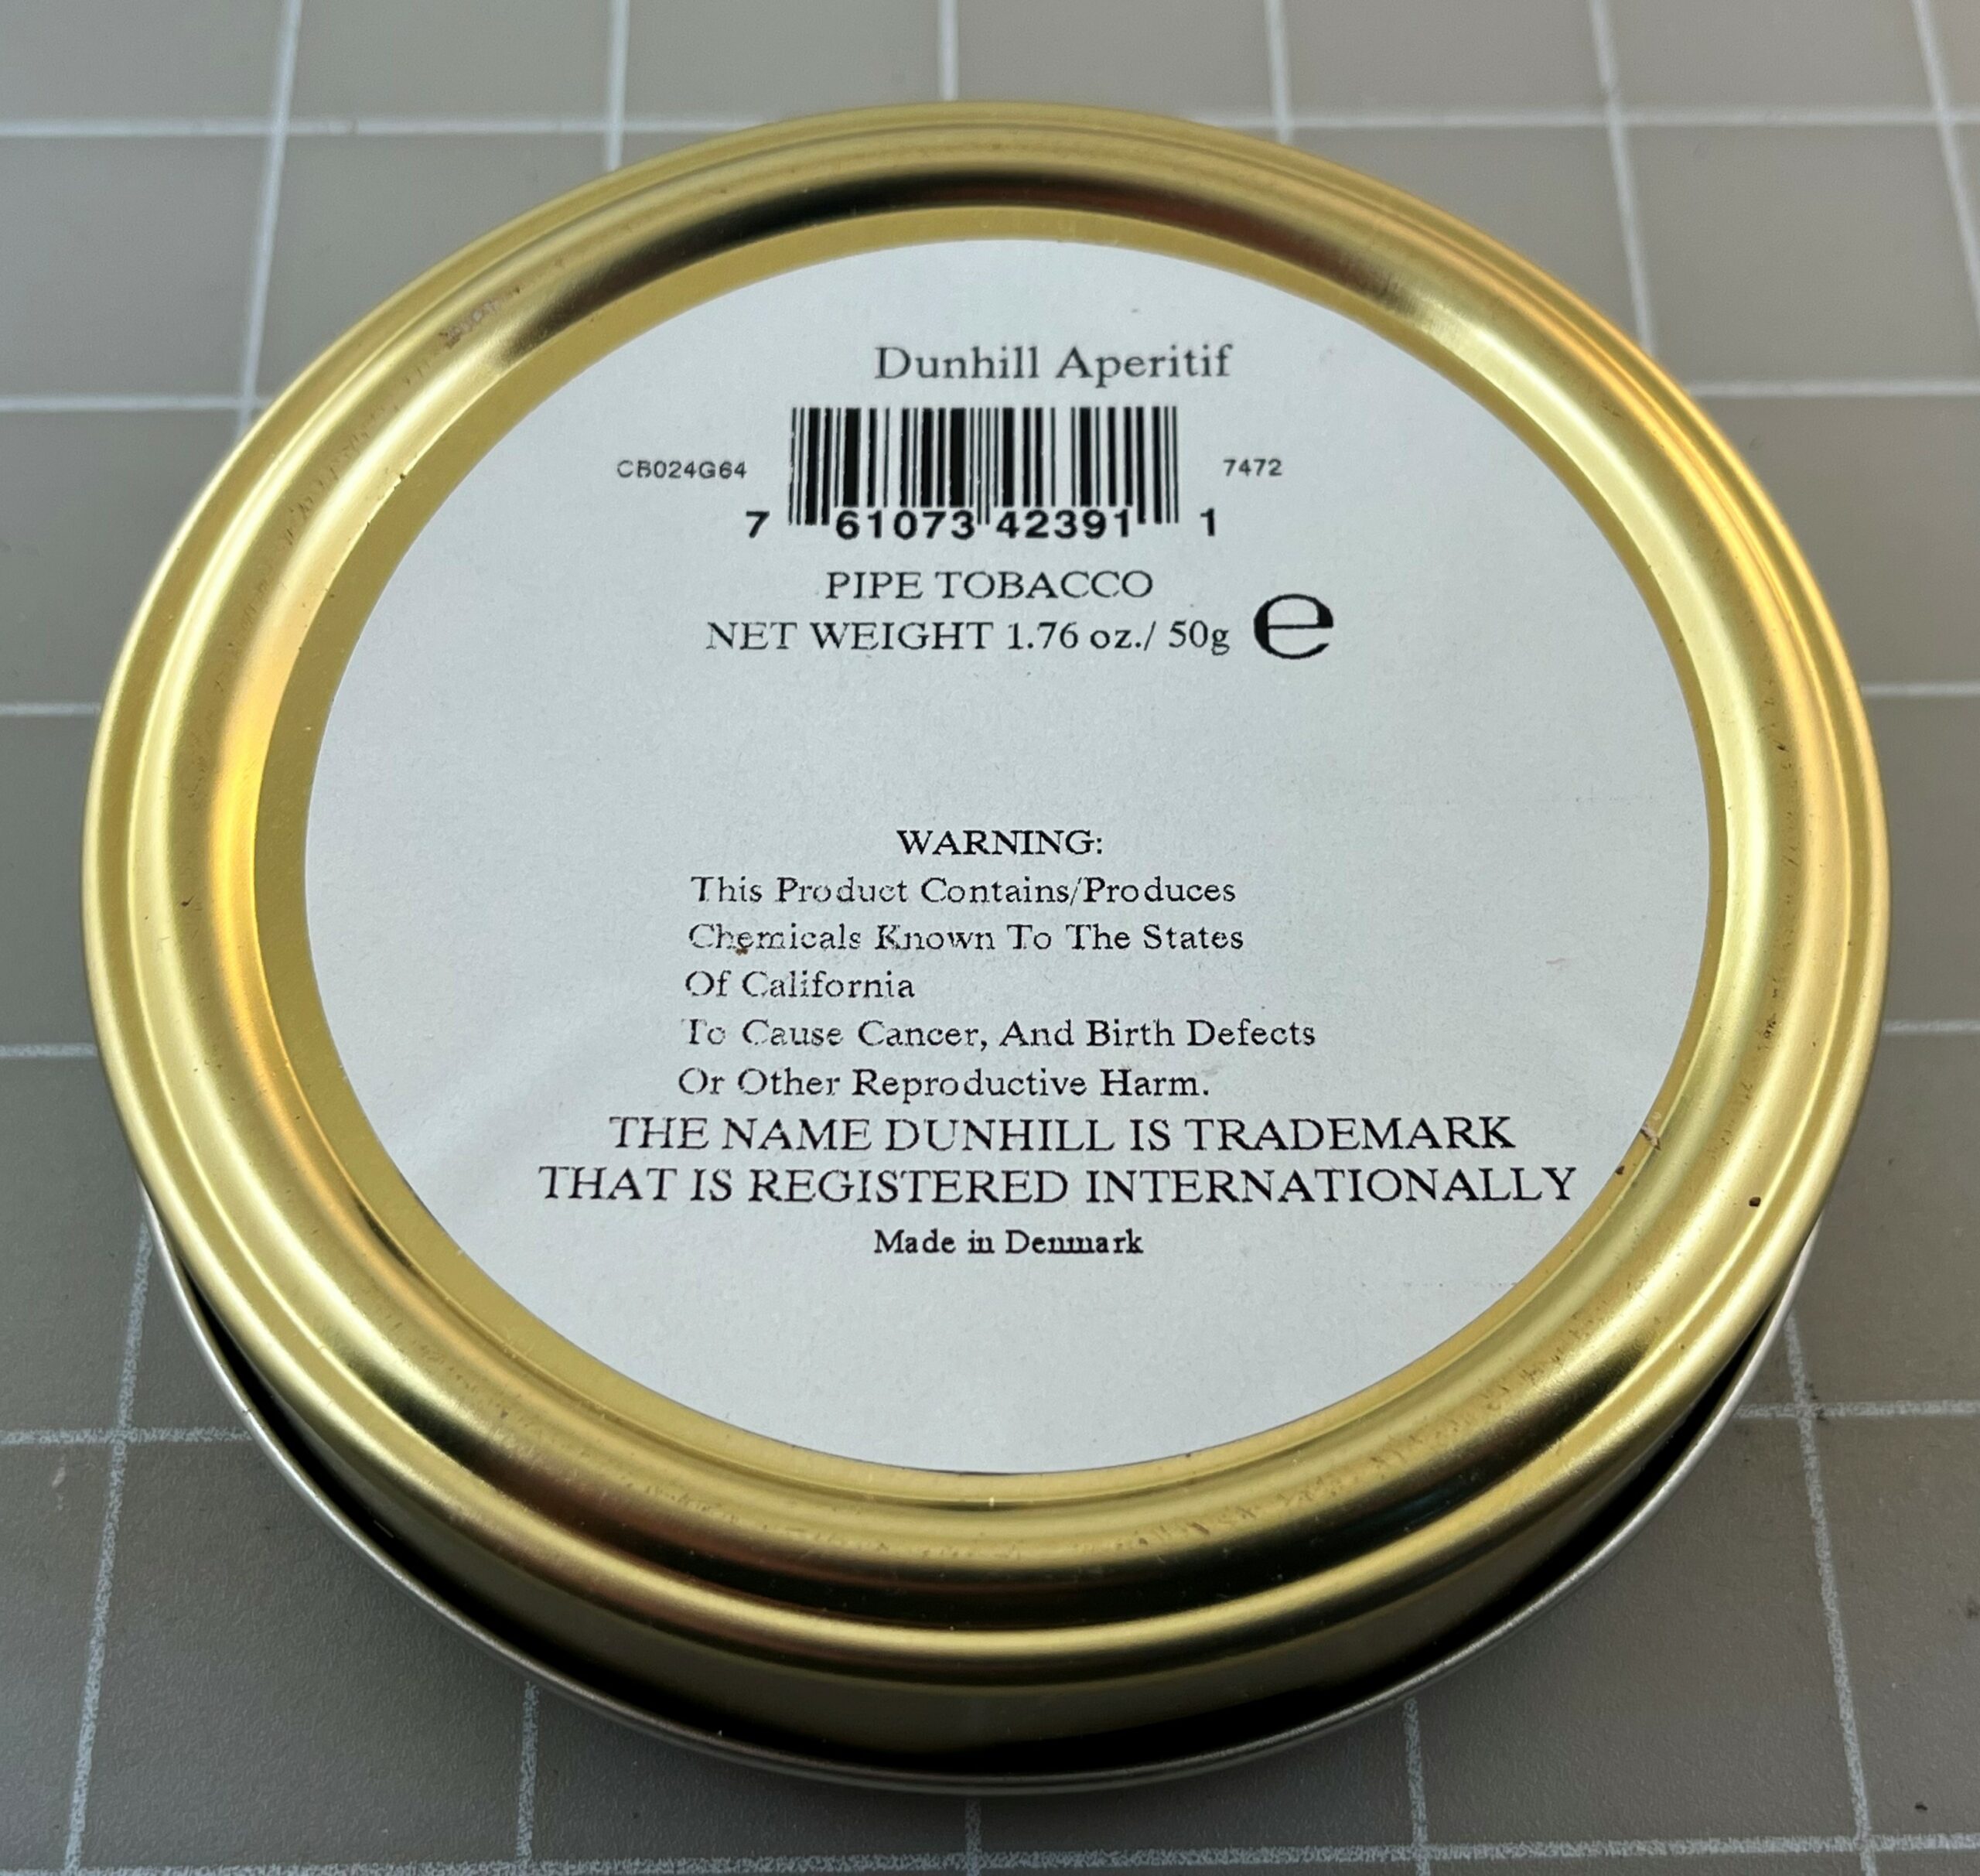 Dunhill Aperitif
CB024G64 7472
7 61073 42391 1
PIPE TOBACCO
NET WEIGHT 1.76 oz./ 50g e
WARNING:
This Product Contains/Produces
Chemicals Known To The States
Of California
To Cause Cancer, And Birth Defects
Or Other Reproductive Harm.
THE NAME DUNHILL IS TRADEMARK
THAT IS REGISTERED INTERNATIONALLY
Made in Denmark